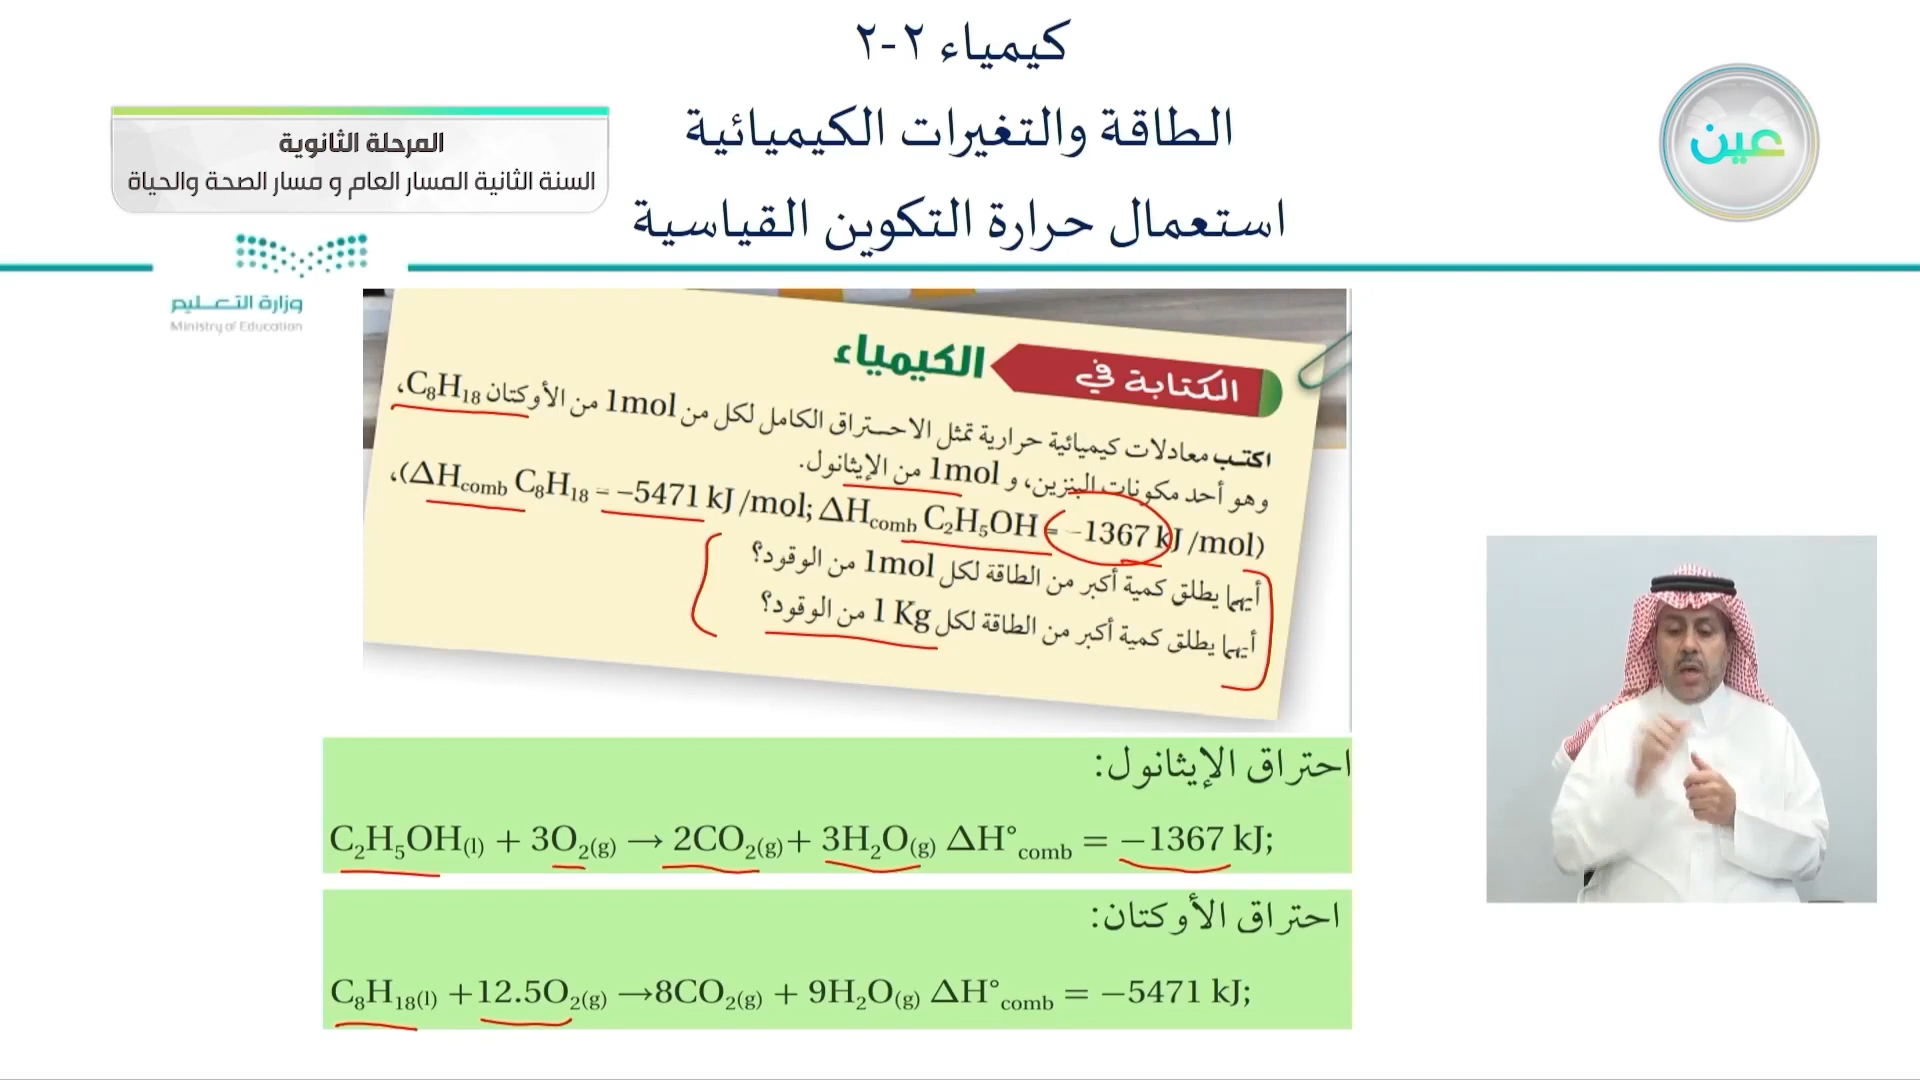 كيمياء ٢-٢
الطاقة والتغيرات الكيميائية
استعمال حرارة التكوين القياسية
عين
المرحلة الثانوية
السنة الثانية المسار العام و مسار الصحة والحياة
وزارة التعليم
Ministry of Education
الكتابة في الكيمياء
اكتب معادلات كيميائية حرارية تمثل الاحتراق الكامل لكل من 1mol من الأوكتان C₈H₁₈،
وهو أحد مكونات البنزين، و 1mol من الإيثانول.
(ΔHcomb C₈H₁₈ = −5471 kJ/mol; ΔHcomb C₂H₅OH = −1367 kJ/mol)،
أيهما يطلق كمية أكبر من الطاقة لكل 1mol من الوقود؟
أيهما يطلق كمية أكبر من الطاقة لكل 1 Kg من الوقود؟
احتراق الإيثانول:
C₂H₅OH(l) + 3O₂(g) → 2CO₂(g)+ 3H₂O(g) ΔH°comb = −1367 kJ;
احتراق الأوكتان:
C₈H₁₈(l) +12.5O₂(g) →8CO₂(g) + 9H₂O(g) ΔH°comb = −5471 kJ;